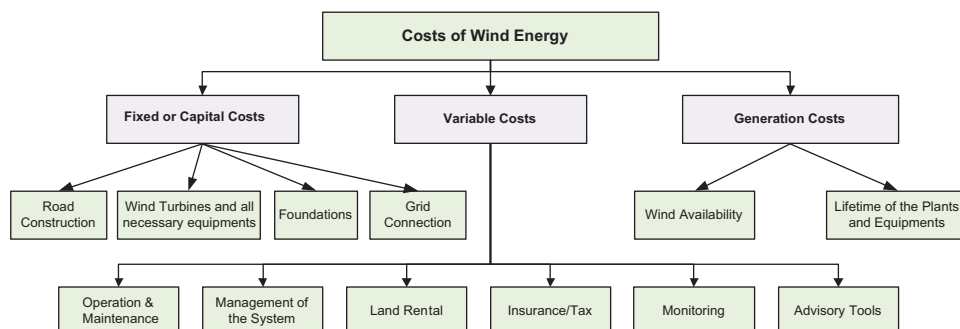 Costs of Wind Energy
Fixed or Capital Costs
Variable Costs
Generation Costs
Road
Construction
Wind Turbines and all
necessary equipments
Foundations
Grid
Connection
Wind Availability
Lifetime of the Plants
and Equipments
Operation &
Maintenance
Management of
the System
Land Rental
Insurance/Tax
Monitoring
Advisory Tools